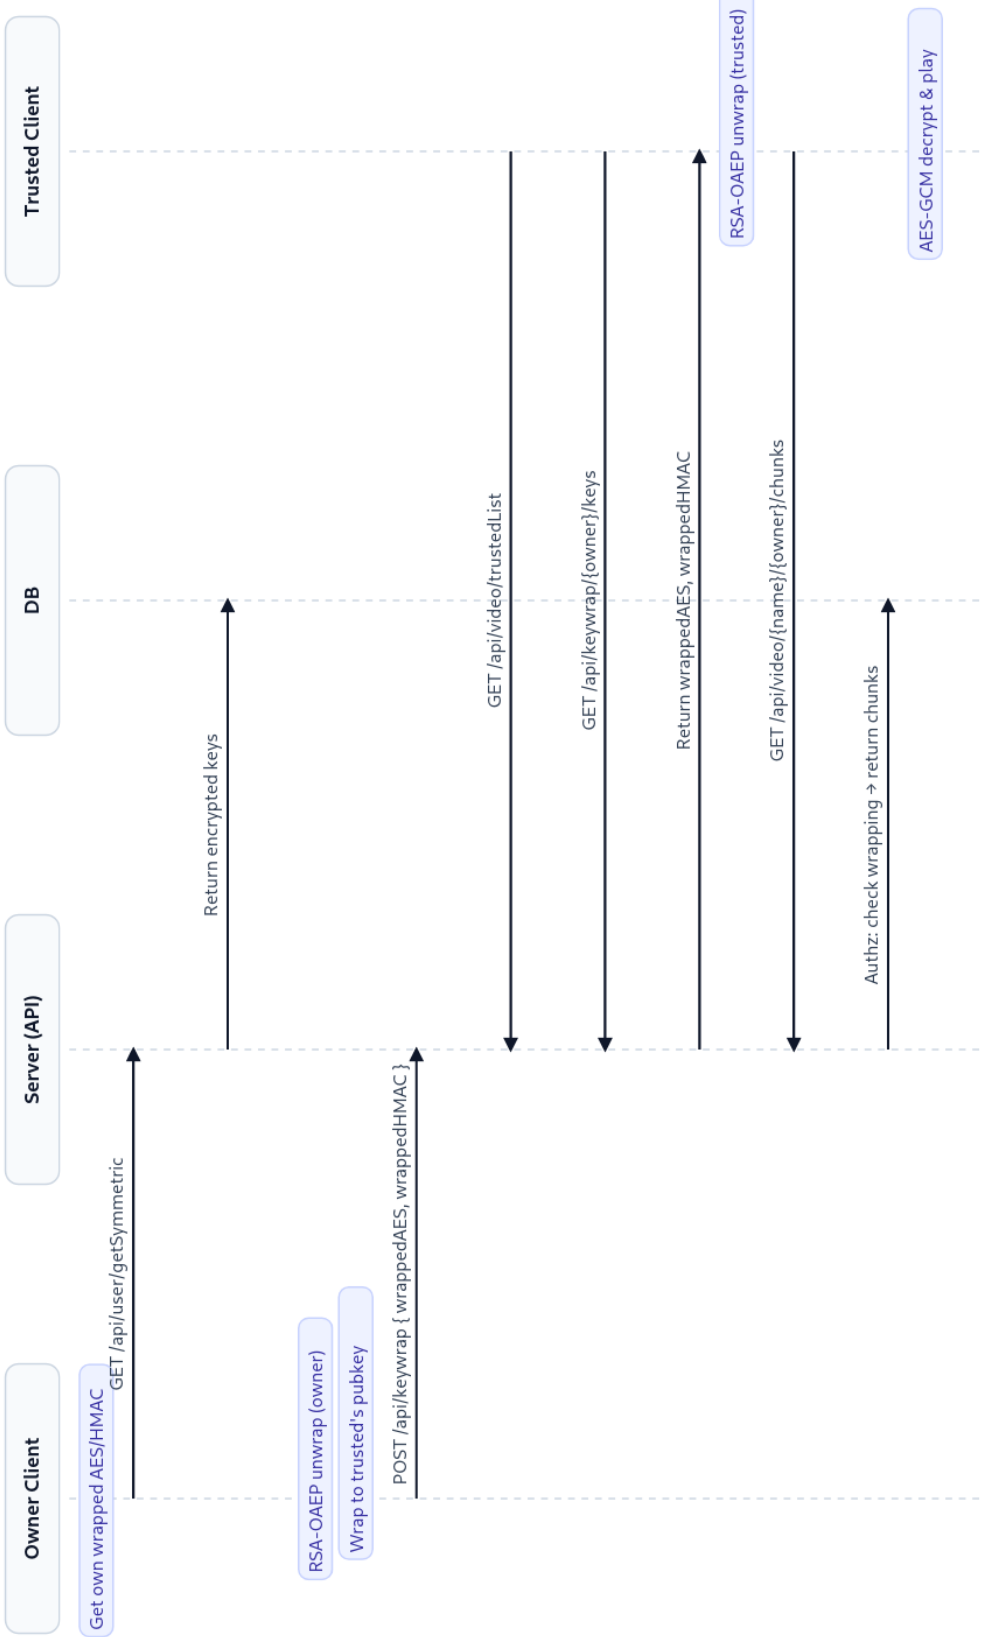 Owner Client
Server (API)
DB
Trusted Client
Get own wrapped AES/HMAC
GET /api/user/getSymmetric
Return encrypted keys
RSA-OAEP unwrap (owner)
Wrap to trusted's pubkey
POST /api/keywrap { wrappedAES, wrappedHMAC }
GET /api/video/trustedList
GET /api/keywrap/{owner}/keys
Return wrappedAES, wrappedHMAC
RSA-OAEP unwrap (trusted)
GET /api/video/{name}/{owner}/chunks
Authz: check wrapping → return chunks
AES-GCM decrypt & play